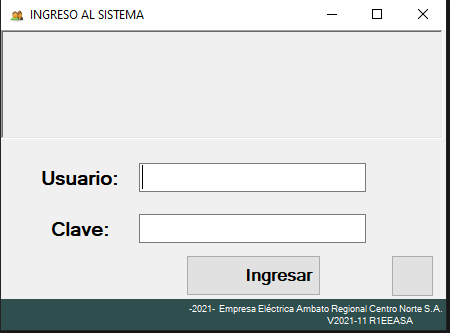 INGRESO AL SISTEMA
Usuario:
Clave:
Ingresar
-2021- Empresa Eléctrica Ambato Regional Centro Norte S.A.
V2021-11 R1EEASA